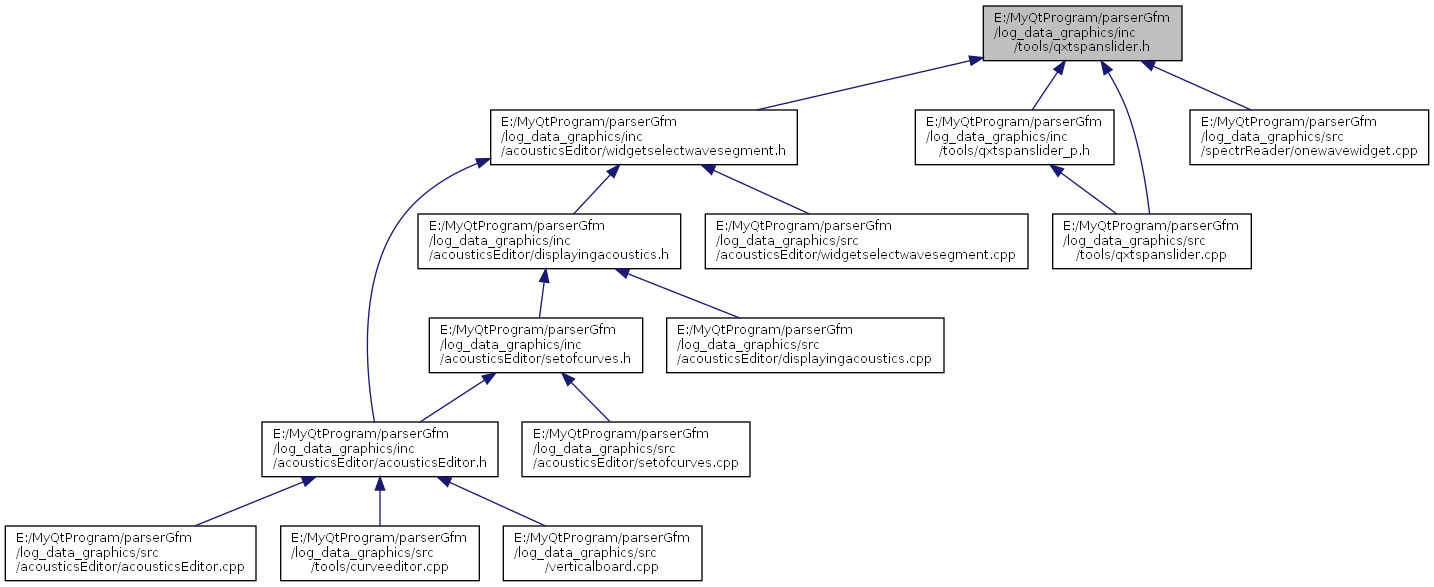 E:/MyQtProgram/parserGfm
/log_data_graphics/inc
/tools/qxtspanslider.h
E:/MyQtProgram/parserGfm
/log_data_graphics/inc
/acousticsEditor/widgetselectwavesegment.h
E:/MyQtProgram/parserGfm
/log_data_graphics/inc
/tools/qxtspanslider_p.h
E:/MyQtProgram/parserGfm
/log_data_graphics/src
/spectrReader/onewavewidget.cpp
E:/MyQtProgram/parserGfm
/log_data_graphics/inc
/acousticsEditor/displayingacoustics.h
E:/MyQtProgram/parserGfm
/log_data_graphics/src
/acousticsEditor/widgetselectwavesegment.cpp
E:/MyQtProgram/parserGfm
/log_data_graphics/src
/tools/qxtspanslider.cpp
E:/MyQtProgram/parserGfm
/log_data_graphics/inc
/acousticsEditor/setofcurves.h
E:/MyQtProgram/parserGfm
/log_data_graphics/src
/acousticsEditor/displayingacoustics.cpp
E:/MyQtProgram/parserGfm
/log_data_graphics/inc
/acousticsEditor/acousticsEditor.h
E:/MyQtProgram/parserGfm
/log_data_graphics/src
/acousticsEditor/setofcurves.cpp
E:/MyQtProgram/parserGfm
/log_data_graphics/src
/acousticsEditor/acousticsEditor.cpp
E:/MyQtProgram/parserGfm
/log_data_graphics/src
/tools/curveeditor.cpp
E:/MyQtProgram/parserGfm
/log_data_graphics/src
/verticalboard.cpp